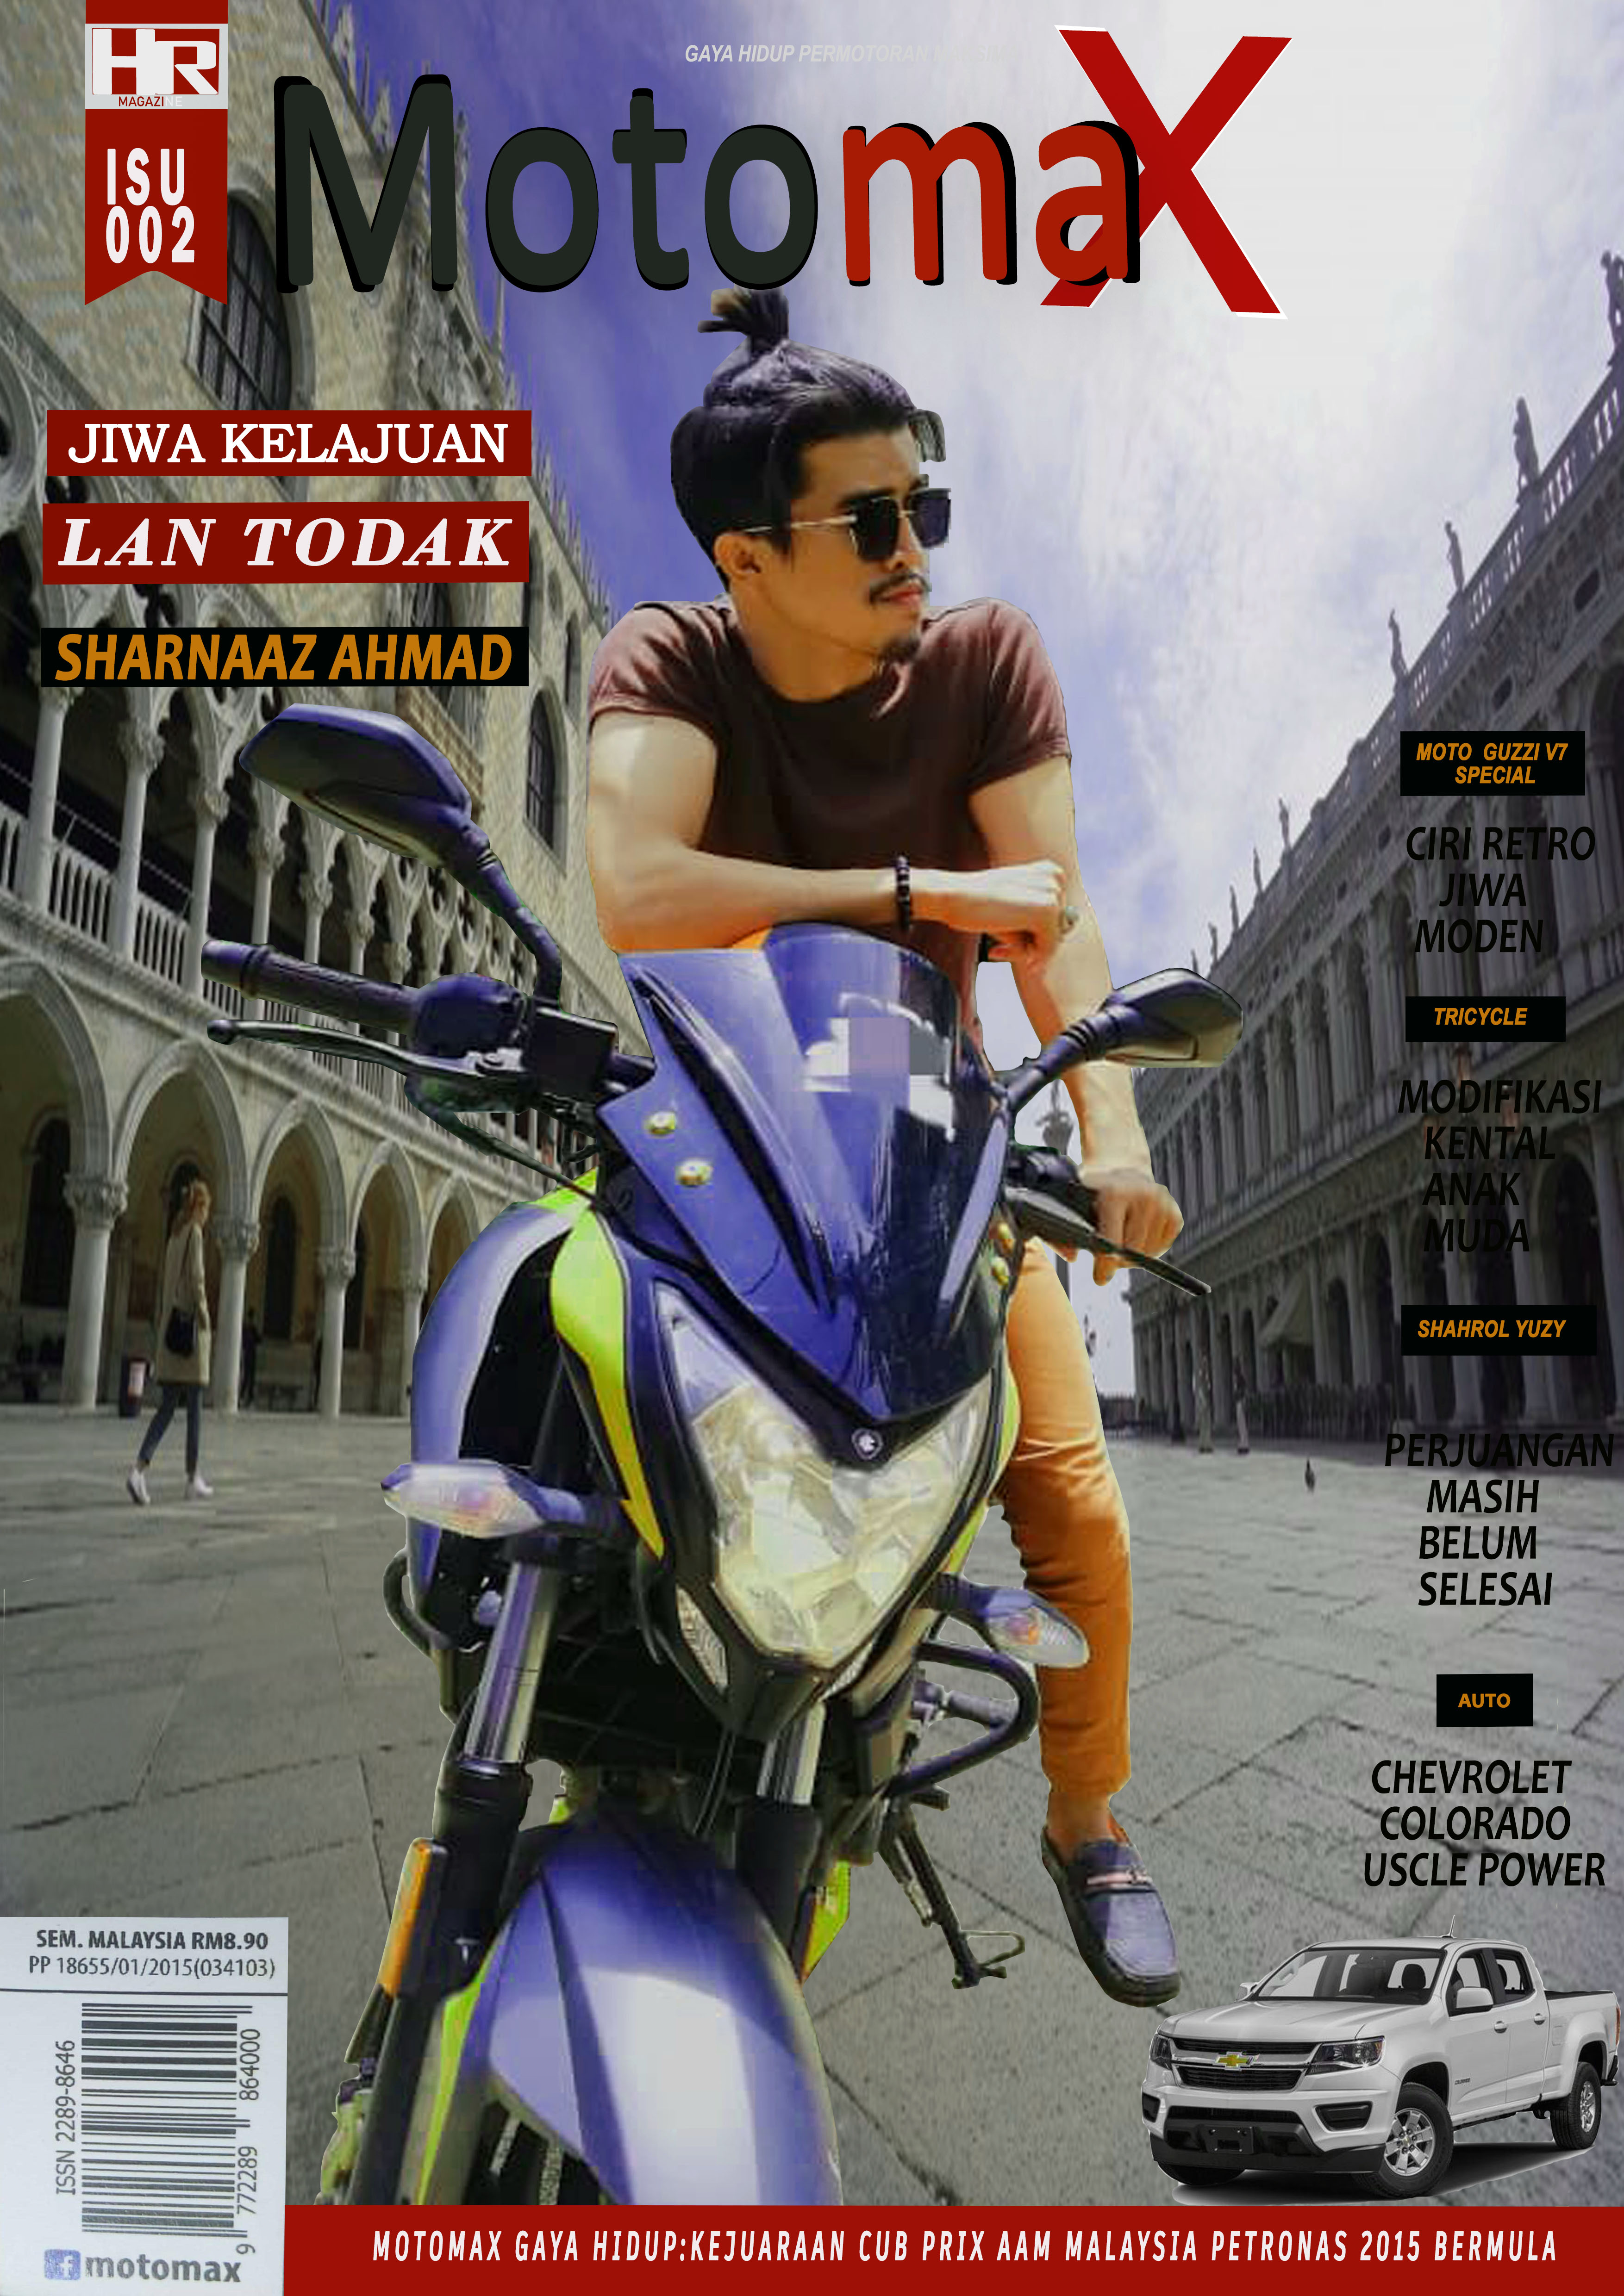 HR
MAGAZINE
ISU
002
GAYA HIDUP PERMOTORAN
MotomaX
JIWA KELAJUAN
LAN TODAK
SHARNAAZ AHMAD
MOTO GUZZI V7
SPECIAL
CIRI RETRO
JIWA
MODEN
TRICYCLE
MODIFIKASI
KENTAL
ANAK
MUDA
SHAHROL YUZY
PERJUANGAN
MASIH
BELUM
SELESAI
AUTO
CHEVROLET
COLORADO
USCLE POWER
SEM. MALAYSIA RM8.90
PP 18655/01/2015(034103)
ISSN 2289-8646
9 772289 864000
motomax
MOTOMAX GAYA HIDUP:KEJUARAAN CUB PRIX AAM MALAYSIA PETRONAS 2015 BERMULA